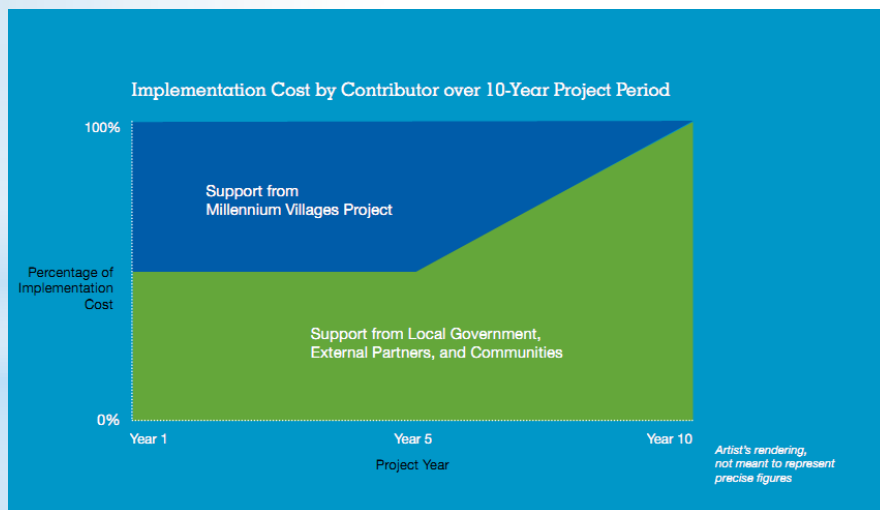 Implementation Cost by Contributor over 10-Year Project Period
100%
Support from
Millennium Villages Project
Percentage of
Implementation
Cost
Support from Local Government,
External Partners, and Communities
0%
Year 1
Year 5
Year 10
Project Year
Artist's rendering,
not meant to represent
precise figures